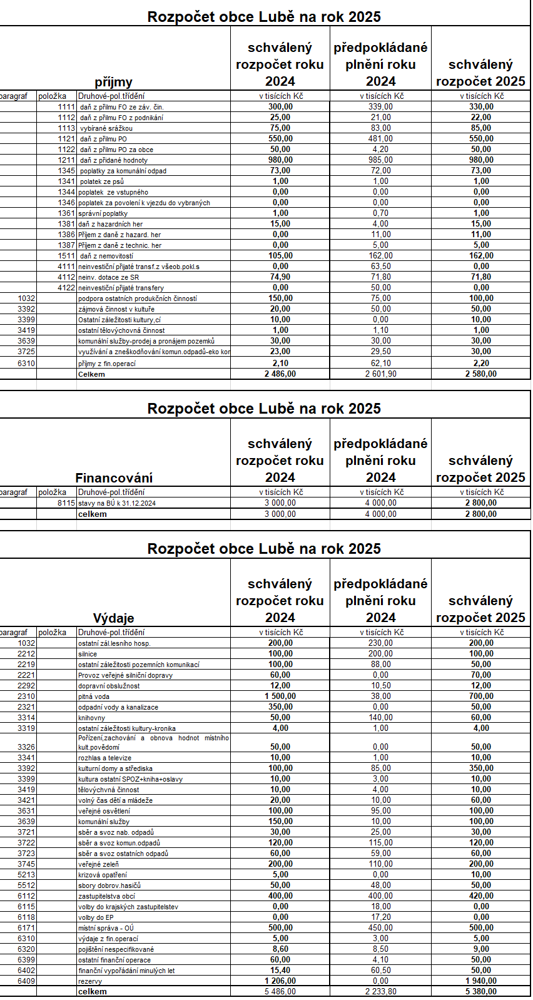 Rozpočet obce Lubě na rok 2025
příjmy schválený rozpočet roku 2024 předpokládané plnění roku 2024 schválený rozpočet 2025
paragraf položka Druhové-pol.třídění v tisících Kč v tisících Kč v tisících Kč
1111 daň z přilmu FO ze záv. čin. 300,00 339,00 330,00
1112 daň z přilmu FO z podnikání 25,00 21,00 22,00
1113 vybírané srážkou 75,00 83,00 85,00
1121 daň z přilmu PO 550,00 481,00 550,00
1122 daň z přilmu PO za obce 50,00 4,20 50,00
1211 daň z přidané hodnoty 980,00 985,00 980,00
1345 poplatky za komunální odpad 73,00 72,00 73,00
1341 polatek ze psů 1,00 1,00 1,00
1344 poplatek ze vstupného 0,00 0,00 0,00
1346 poplatek za povolení k vjezdu do vybraných 0,00 0,00 0,00
1361 správní poplatky 1,00 0,70 1,00
1381 daň z hazardních her 15,00 4,00 15,00
1386 Příjem z daně z hazard. her 0,00 11,00 11,00
1387 Příjem z daně z technic. her 0,00 5,00 5,00
1511 daň z nemovitostí 105,00 162,00 162,00
4111 neinvestiční přijaté transf.z všeob.pokl.s 0,00 63,50 0,00
4112 neinv. dotace ze SR 74,90 71,80 71,80
4122 neinvestiční přijaté transfery 0,00 50,00 0,00
1032 podpora ostatních produkčních činností 150,00 75,00 100,00
3392 zájmová činnost v kultuře 20,00 50,00 50,00
3399 Ostatní záležitosti kultury,cí 10,00 0,00 10,00
3419 ostatní tělovýchovná činnost 1,00 1,10 1,00
3639 komunální služby-prodej a pronájem pozemků 30,00 30,00 30,00
3725 využívání a zneškodňování komun.odpadů-eko kom 23,00 29,50 30,00
6310 příjmy z fin.operací 2,10 62,10 2,20
Celkem 2 486,00 2 601,90 2 580,00
Rozpočet obce Lubě na rok 2025
Financování schválený rozpočet roku 2024 předpokládané plnění roku 2024 schválený rozpočet 2025
paragraf položka Druhové-pol.třídění v tisících Kč v tisících Kč v tisících Kč
8115 stavy na BÚ k 31.12.2024 3 000,00 4 000,00 2 800,00
celkem 3 000,00 4 000,00 2 800,00
Rozpočet obce Lubě na rok 2025
Výdaje schválený rozpočet roku 2024 předpokládané plnění roku 2024 schválený rozpočet 2025
paragraf položka Druhové-pol.třídění v tisících Kč v tisících Kč v tisících Kč
1032 ostatní zál.lesního hosp. 200,00 230,00 200,00
2212 silnice 100,00 200,00 100,00
2219 ostatní záležitosti pozemních komunikací 100,00 88,00 50,00
2221 Provoz veřejné silniční dopravy 60,00 0,00 70,00
2292 dopravní obslužnost 12,00 10,50 12,00
2310 pitná voda 1 500,00 38,00 700,00
2321 odpadní vody a kanalizace 350,00 0,00 50,00
3314 knihovny 50,00 140,00 60,00
3319 ostatní záležitosti kultury-kronika 4,00 1,00 4,00
Pořízení,zachování a obnova hodnot místního
3326 kult.povědomí 50,00 0,00 50,00
3341 rozhlas a televize 10,00 1,00 10,00
3392 kulturní domy a střediska 100,00 85,00 350,00
3399 kultura ostatní SPOZ+kniha+oslavy 10,00 3,00 10,00
3419 tělovýchvná činnost 10,00 4,00 10,00
3421 volný čas dětí a mládeže 20,00 10,00 60,00
3631 veřejné osvětlení 100,00 95,00 100,00
3639 komunální služby 150,00 10,00 100,00
3721 sběr a svoz nab. odpadů 30,00 25,00 30,00
3722 sběr a svoz komun.odpadů 120,00 115,00 120,00
3723 sběr a svoz ostatních odpadů 60,00 59,00 60,00
3745 veřejné zeleň 200,00 110,00 200,00
5213 krizová opatření 5,00 0,00 10,00
5512 sbory dobrov.hasičů 50,00 48,00 50,00
6112 zastupitelstva obcí 400,00 400,00 420,00
6115 volby do krajských zastupitelstev 0,00 18,00 0,00
6118 volby do EP 0,00 17,20 0,00
6171 místní správa - OÚ 500,00 450,00 500,00
6310 výdaje z fin.operací 5,00 3,00 5,00
6320 pojištění nespecifikované 8,60 8,50 9,00
6399 ostatní finanční operace 60,00 4,10 50,00
6402 finanční vypořádání minulých let 15,40 60,50 50,00
6409 rezervy 1 206,00 0,00 1 940,00
celkem 5 486,00 2 233,80 5 380,00